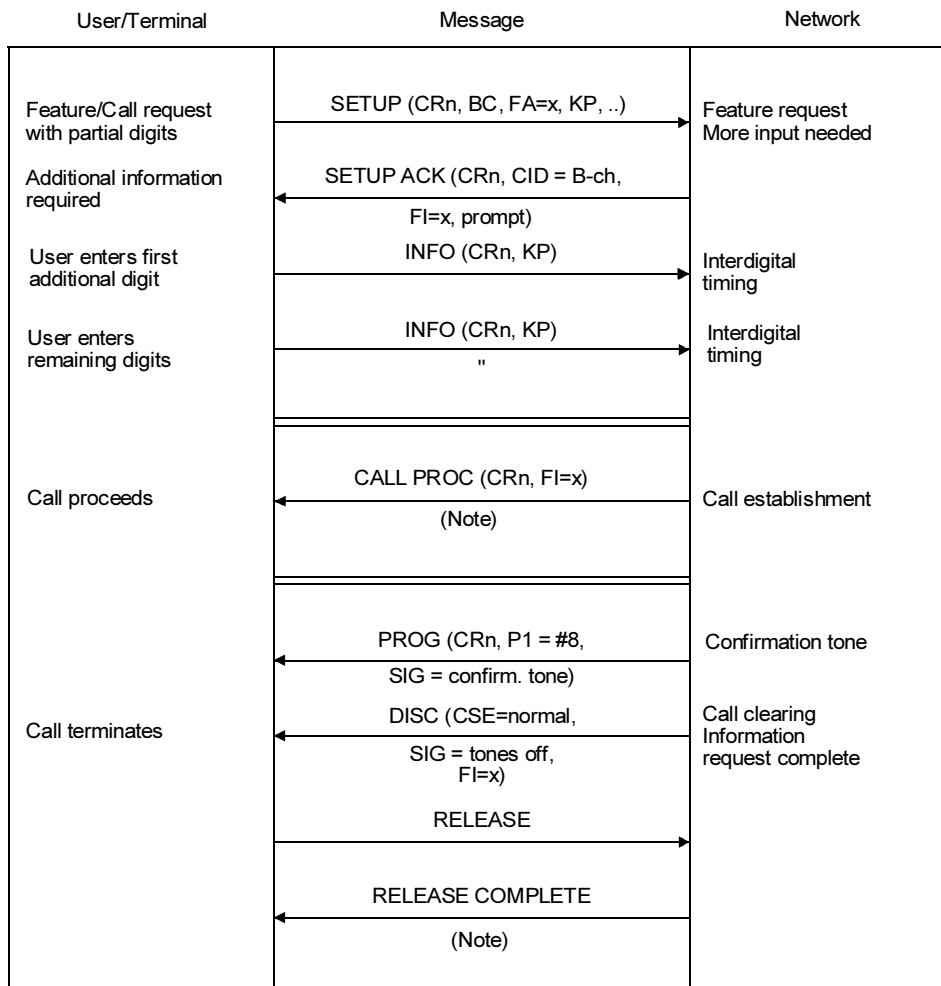 User/Terminal Message Network
Feature/Call request
with partial digits
SETUP (CRn, BC, FA=x, KP, ..)
Feature request
More input needed
Additional information
required
SETUP ACK (CRn, CID = B-ch,
FI=x, prompt)
User enters first
additional digit
INFO (CRn, KP)
Interdigital
timing
User enters
remaining digits
INFO (CRn, KP)
"
Interdigital
timing
Call proceeds
CALL PROC (CRn, FI=x)
(Note)
Call establishment
PROG (CRn, P1 = #8,
SIG = confirm. tone)
Confirmation tone
Call terminates
DISC (CSE=normal,
SIG = tones off,
FI=x)
Call clearing
Information
request complete
RELEASE
RELEASE COMPLETE
(Note)